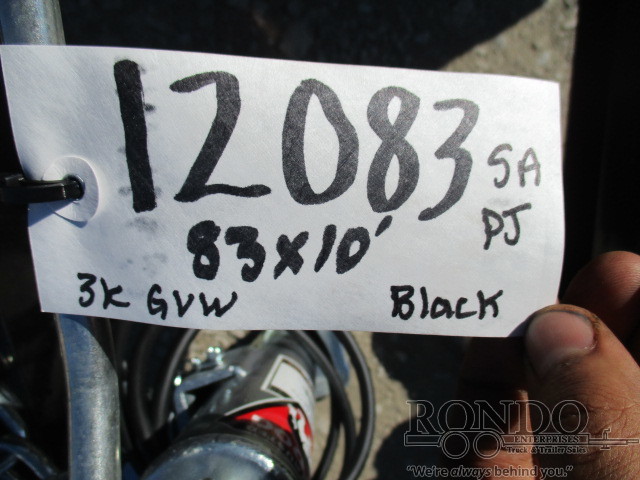 12083 SA
PJ
83x10'
3K GVW Black
RONDO
ENTERPRISES
Truck & Trailer Sales
"We're always behind you."